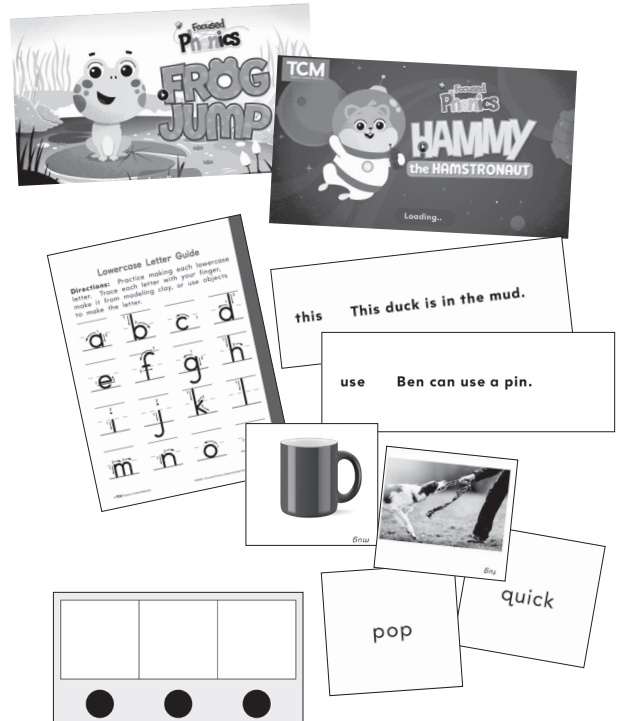 Focused
Phonics
FROG
JUMP
TCM
Focused
Phonics
HAMMY
the HAMSTRONAUT
Loading..
Lowercase Letter Guide
Directions: Practice making each lowercase
letter. Trace each letter with your finger,
make it from modeling clay, or use objects
to make the letter.
a b c d
e f g h
i j k l
m n o
this This duck is in the mud.
use Ben can use a pin.
mug
tug
quick
pop